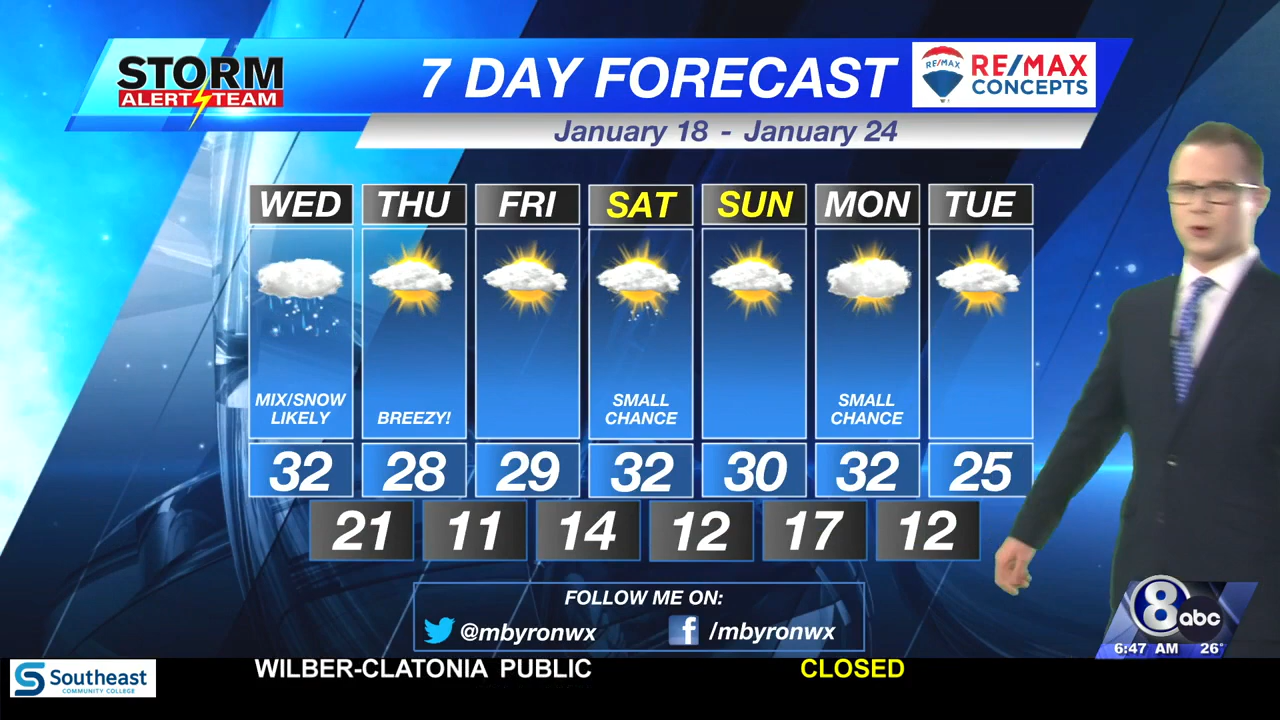 STORM
ALERT TEAM
7 DAY FORECAST
RE/MAX
RE/MAX
CONCEPTS
January 18 - January 24
WED THU FRI SAT SUN MON TUE
MIX/SNOW
LIKELY
BREEZY!
SMALL
CHANCE
SMALL
CHANCE
32 28 29 32 30 32 25
21 11 14 12 17 12
FOLLOW ME ON:
@mbyronwx /mbyronwx
8 abc
6:47 AM 26°
Southeast
COMMUNITY COLLEGE
WILBER-CLATONIA PUBLIC CLOSED